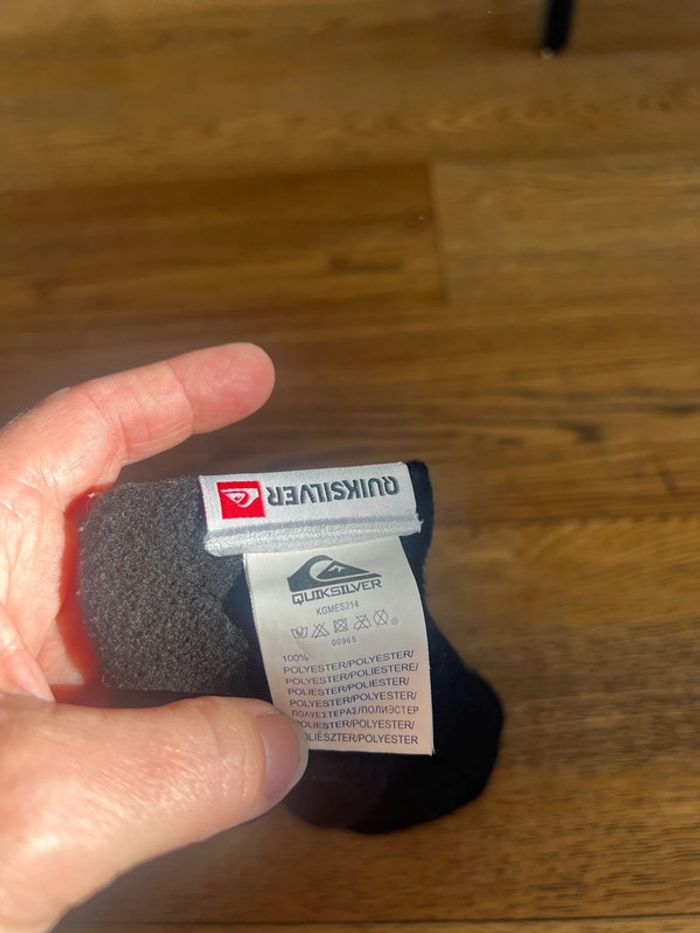 QUIKSILVER
QUIKSILVER
KGMES214
00965
100%
POLYESTER/POLYESTER/
POLYESTER/POLIESTERE/
POLIESTER/POLIESTER/
POLYESTER/POLYESTER/
ΠΟΛΥΕΣΤΕΡΑΣ/ПОЛИЭСТЕР
POLIESTER/POLYESTER/
POLIÉSZTER/POLYESTER